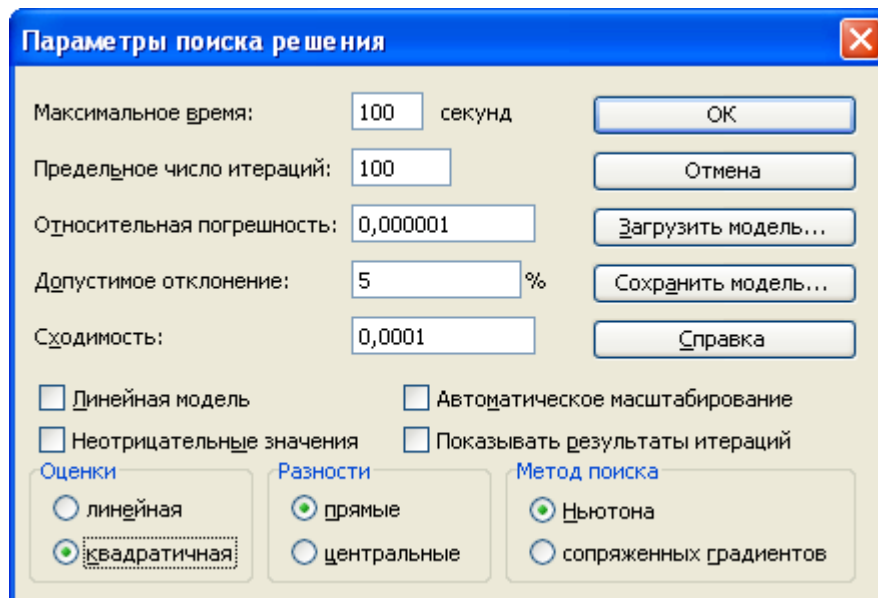 Параметры поиска решения
Максимальное время: 100 секунд OK
Предельное число итераций: 100 Отмена
Относительная погрешность: 0,000001 Загрузить модель...
Допустимое отклонение: 5 % Сохранить модель...
Сходимость: 0,0001 Справка
Линейная модель Автоматическое масштабирование
Неотрицательные значения Показывать результаты итераций
Оценки Разности Метод поиска
линейная прямые Ньютона
квадратичная центральные сопряженных градиентов